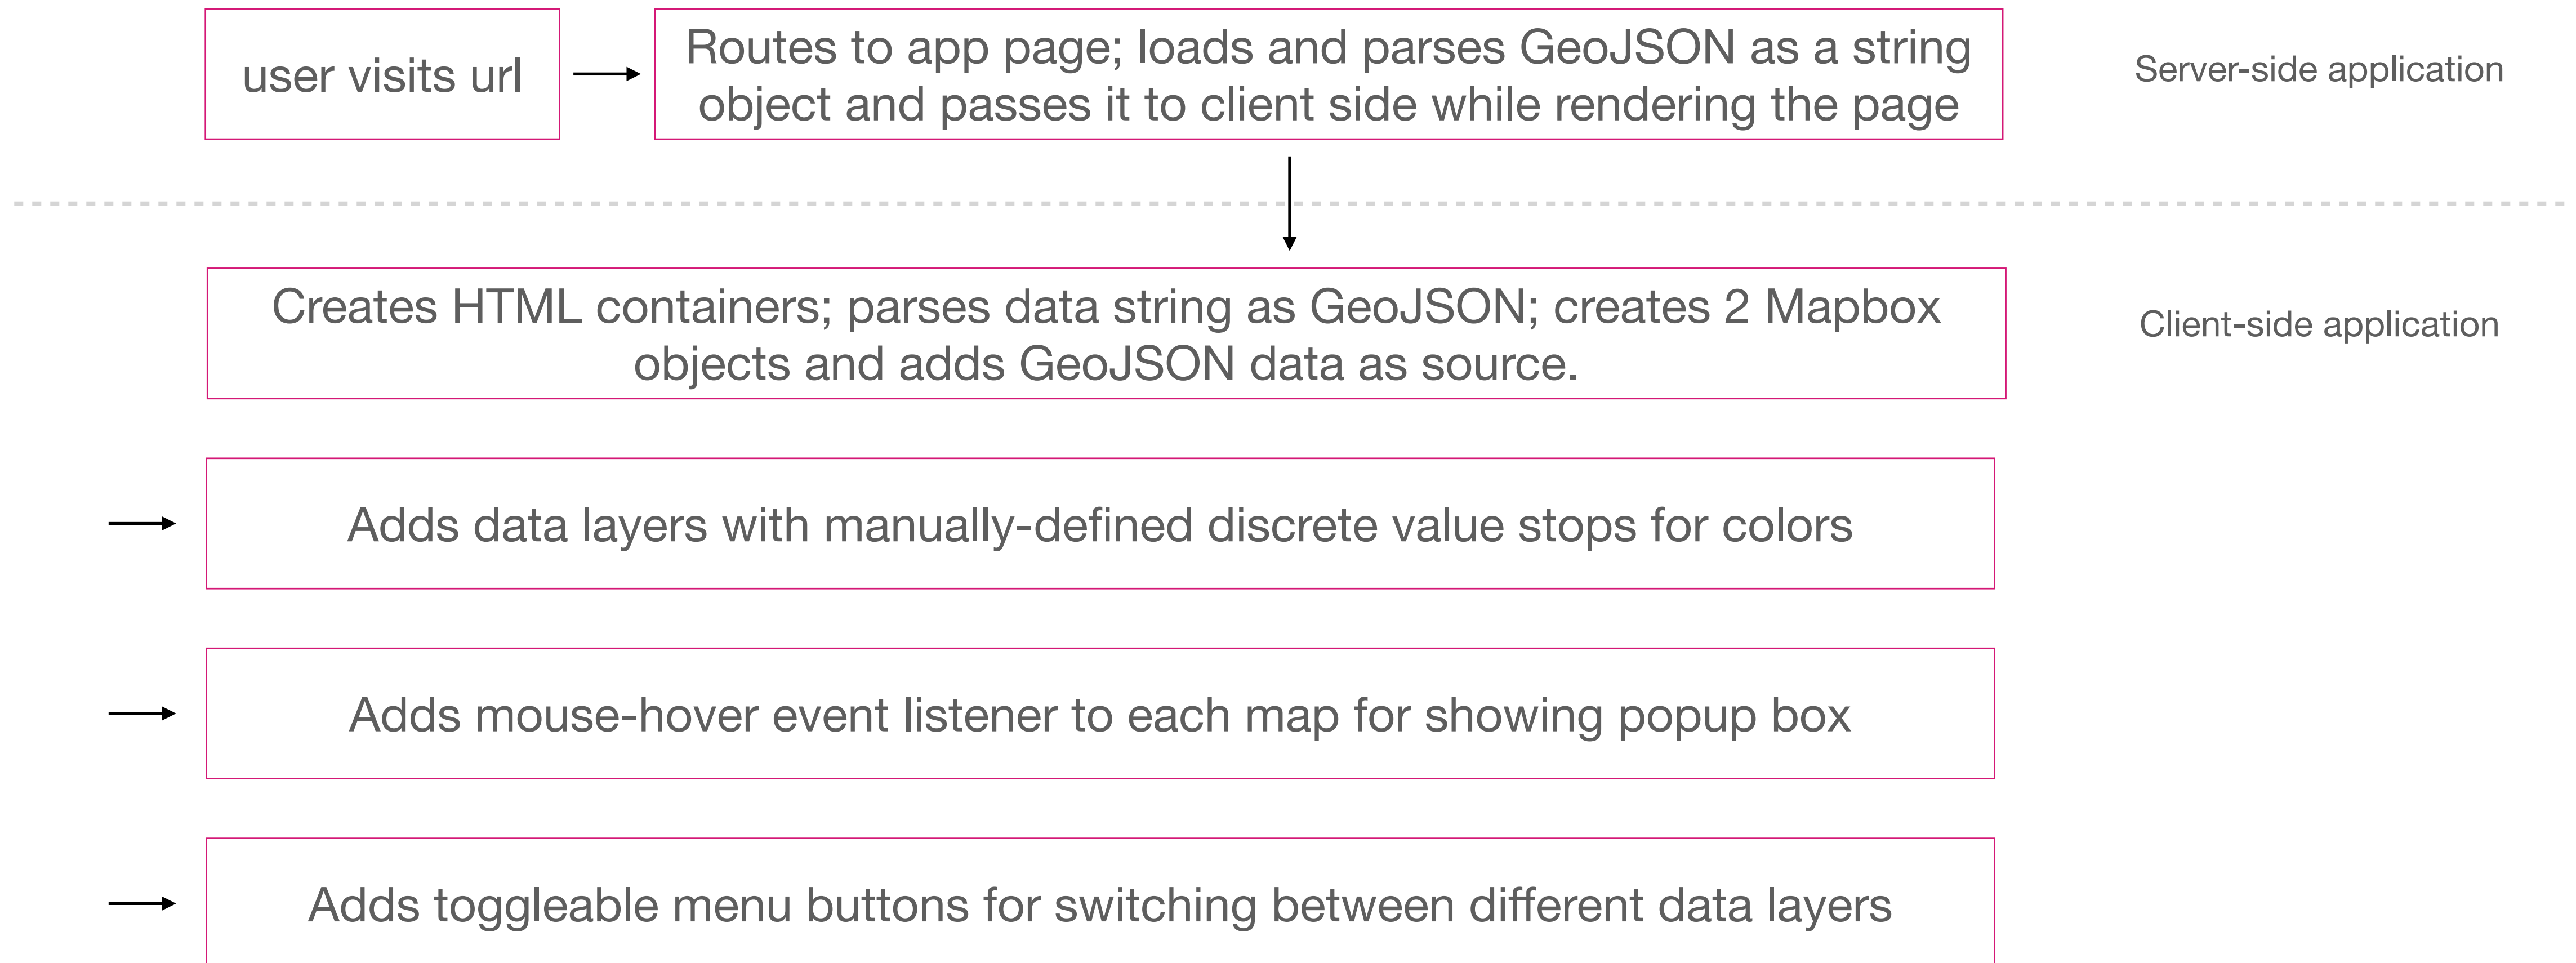 user visits url
Routes to app page; loads and parses GeoJSON as a string
object and passes it to client side while rendering the page
Server-side application
Creates HTML containers; parses data string as GeoJSON; creates 2 Mapbox
objects and adds GeoJSON data as source.
Client-side application
Adds data layers with manually-defined discrete value stops for colors
Adds mouse-hover event listener to each map for showing popup box
Adds toggleable menu buttons for switching between different data layers